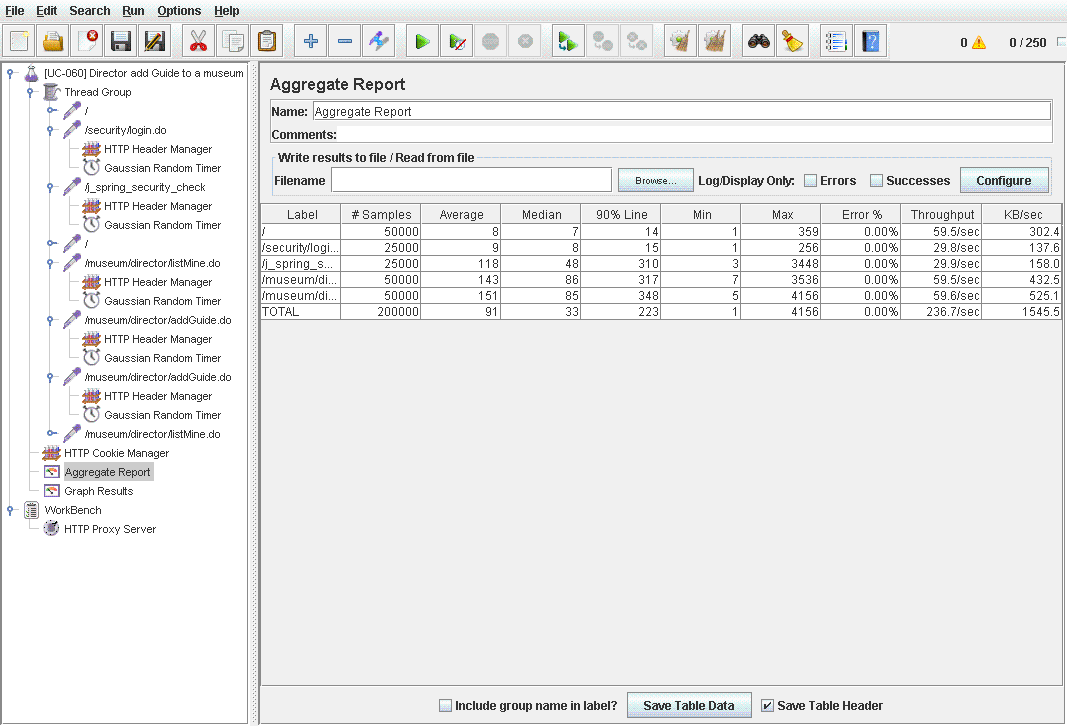 File Edit Search Run Options Help
0 0 / 250
[UC-060] Director add Guide to a museum
Thread Group
/
/security/login.do
HTTP Header Manager
Gaussian Random Timer
/j_spring_security_check
HTTP Header Manager
Gaussian Random Timer
/
/museum/director/listMine.do
HTTP Header Manager
Gaussian Random Timer
/museum/director/addGuide.do
HTTP Header Manager
Gaussian Random Timer
/museum/director/addGuide.do
HTTP Header Manager
Gaussian Random Timer
/museum/director/listMine.do
HTTP Cookie Manager
Aggregate Report
Graph Results
WorkBench
HTTP Proxy Server
Aggregate Report
Name: Aggregate Report
Comments:
Write results to file / Read from file
Filename Browse... Log/Display Only: Errors Successes Configure
Label # Samples Average Median 90% Line Min Max Error % Throughput KB/sec
/ 50000 8 7 14 1 359 0.00% 59.5/sec 302.4
/security/logi... 25000 9 8 15 1 256 0.00% 29.8/sec 137.6
/j_spring_s... 25000 118 48 310 3 3448 0.00% 29.9/sec 158.0
/museum/di... 50000 143 86 317 7 3536 0.00% 59.5/sec 432.5
/museum/di... 50000 151 85 348 5 4156 0.00% 59.6/sec 525.1
TOTAL 200000 91 33 223 1 4156 0.00% 236.7/sec 1545.5
Include group name in label? Save Table Data Save Table Header